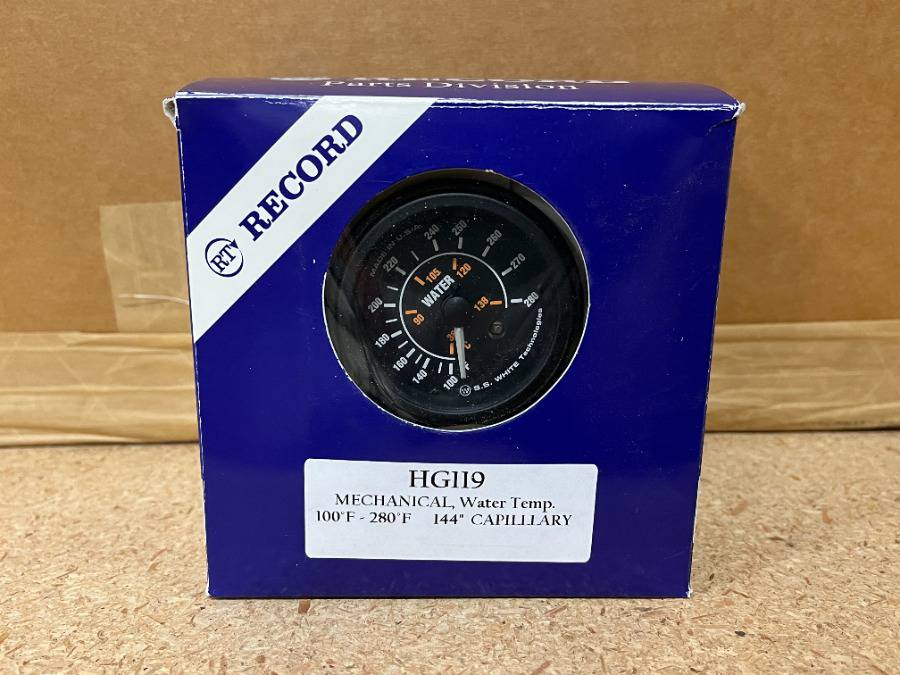 Parts Division
RT
RECORD
MADE IN U.S.A.
100
140
160
180
200
220
240
250
260
270
280
F
WATER
90
105
120
138
C
S.S. WHITE Technologies
HG119
MECHANICAL, Water Temp.
100°F - 280°F 144" CAPILLLARY